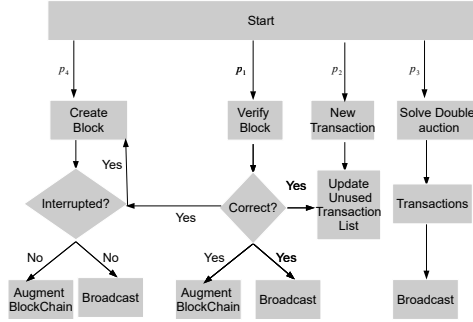 Start
p4
p1
p2
p3
Create
Block
Verify
Block
New
Transaction
Solve Double
auction
Yes
Interrupted?
Yes
Correct?
Yes
Update
Unused
Transaction
List
Transactions
No
No
Yes
Yes
Augment
BlockChain
Broadcast
Augment
BlockChain
Broadcast
Broadcast